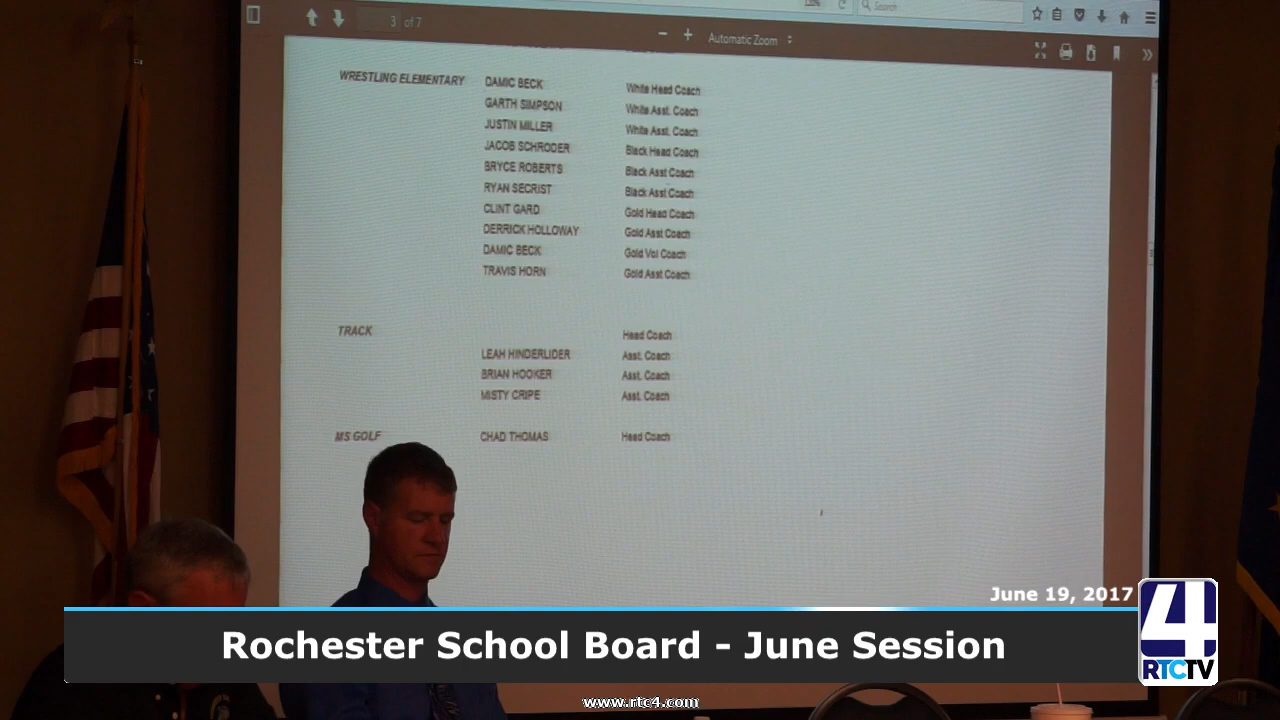 3 of 7
Automatic Zoom
Search
WRESTLING ELEMENTARY DAMIC BECK White Head Coach
GARTH SIMPSON White Asst. Coach
JUSTIN MILLER White Asst. Coach
JACOB SCHRODER Black Head Coach
BRYCE ROBERTS Black Asst Coach
RYAN SECRIST Black Asst Coach
CLINT GARD Gold Head Coach
DERRICK HOLLOWAY Gold Asst Coach
DAMIC BECK Gold Vol Coach
TRAVIS HORN Gold Asst Coach
TRACK Head Coach
LEAH HINDERLIDER Asst. Coach
BRIAN HOOKER Asst. Coach
MISTY CRIPE Asst. Coach
MS GOLF CHAD THOMAS Head Coach
June 19, 2017
Rochester School Board - June Session
4
RTCTV
www.rtc4.com